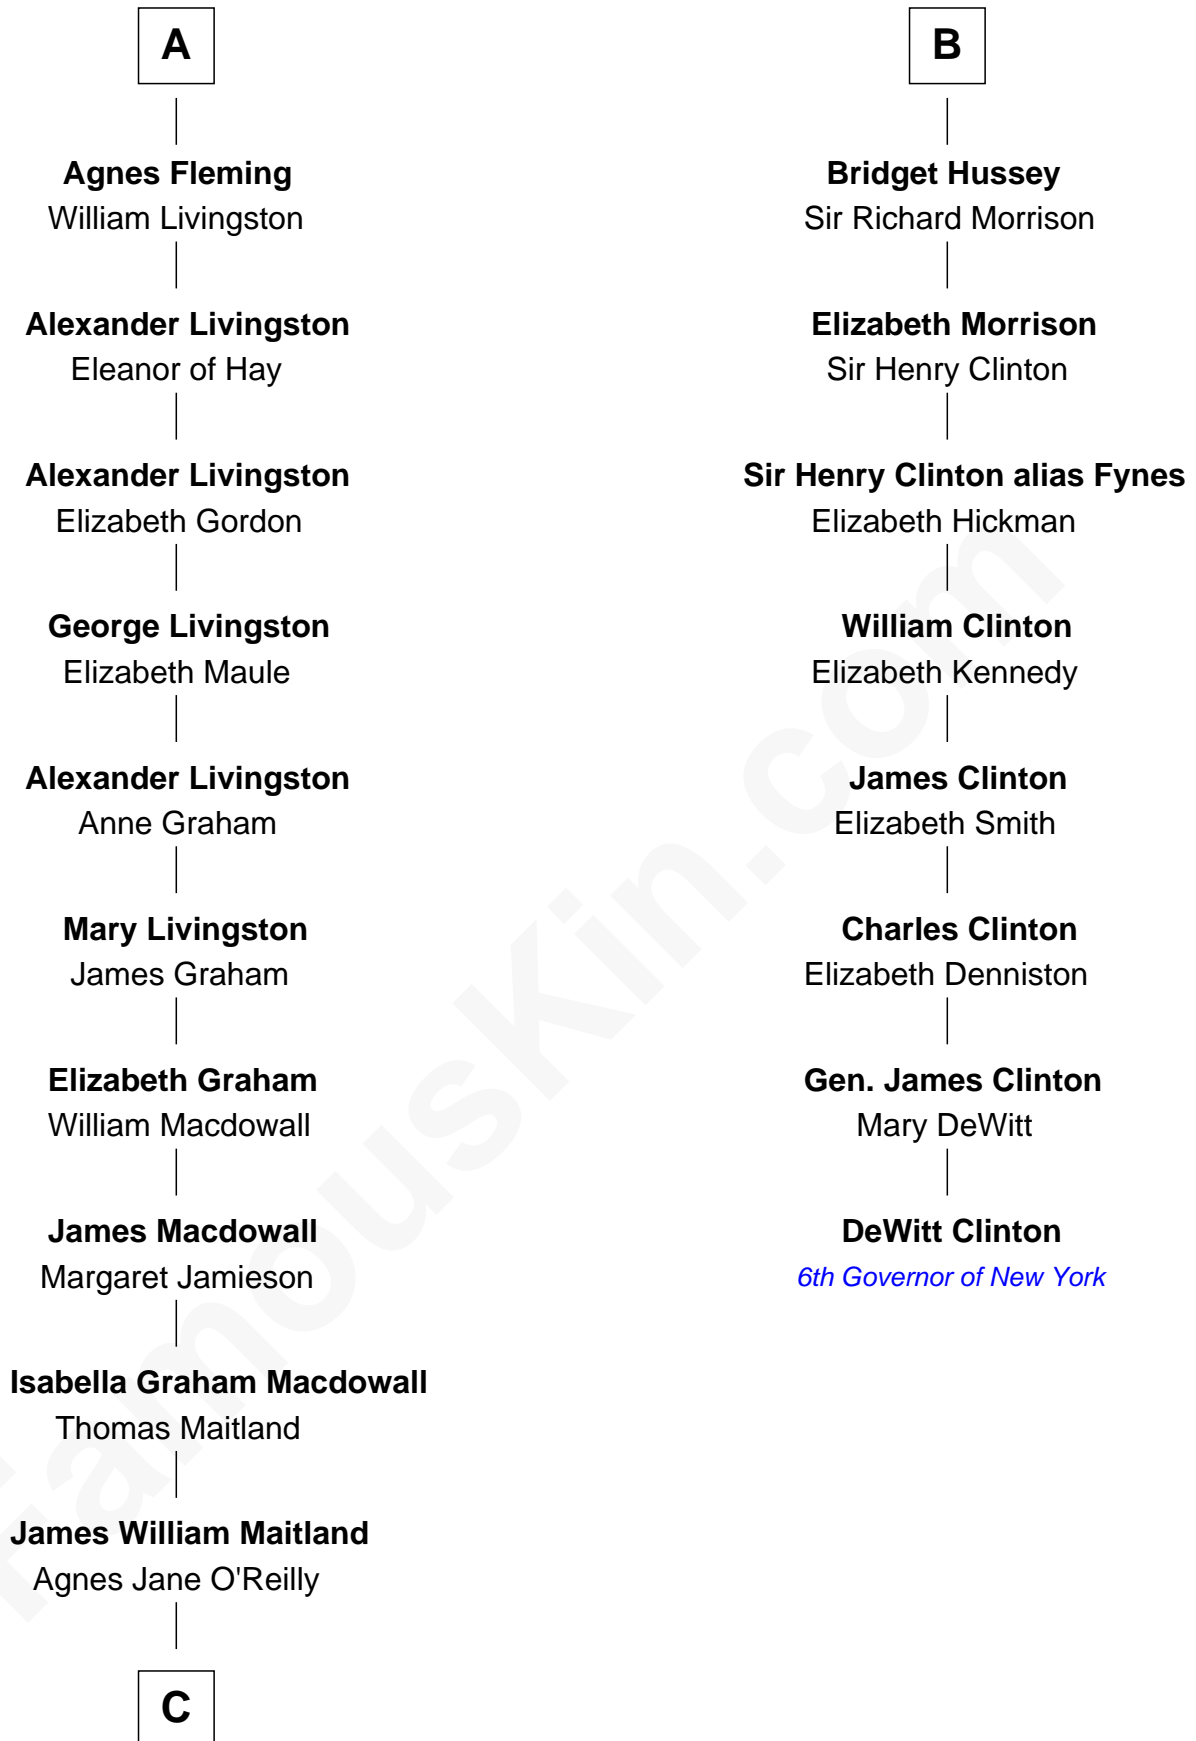 A
Agnes Fleming
William Livingston
Alexander Livingston
Eleanor of Hay
Alexander Livingston
Elizabeth Gordon
George Livingston
Elizabeth Maule
Alexander Livingston
Anne Graham
Mary Livingston
James Graham
Elizabeth Graham
William Macdowall
James Macdowall
Margaret Jamieson
Isabella Graham Macdowall
Thomas Maitland
James William Maitland
Agnes Jane O'Reilly
C
B
Bridget Hussey
Sir Richard Morrison
Elizabeth Morrison
Sir Henry Clinton
Sir Henry Clinton alias Fynes
Elizabeth Hickman
William Clinton
Elizabeth Kennedy
James Clinton
Elizabeth Smith
Charles Clinton
Elizabeth Denniston
Gen. James Clinton
Mary DeWitt
DeWitt Clinton
6th Governor of New York
FamousKin.com